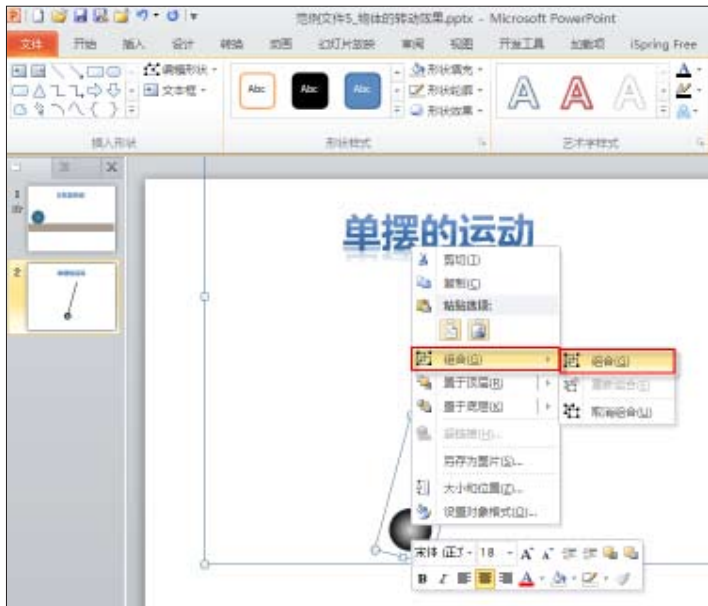 范例文件5_物体的转动效果.pptx - Microsoft PowerPoint
文件 开始 插入 设计 转换 动画 幻灯片放映 审阅 视图 开发工具 加载项 iSpring Free
编辑形状 形状填充
文本框 Abc Abc Abc 形状轮廓 A A A
形状效果
插入形状 形状样式 艺术字样式
1
2
单摆的运动
剪切(T)
复制(C)
粘贴选项:
组合(G) 组合(G)
置于顶层(R) 重新组合(E)
置于底层(K) 取消组合(U)
超链接(H)...
另存为图片(S)...
大小和位置(Z)...
设置对象格式(O)...
宋体 (正文 18 A A
B I A